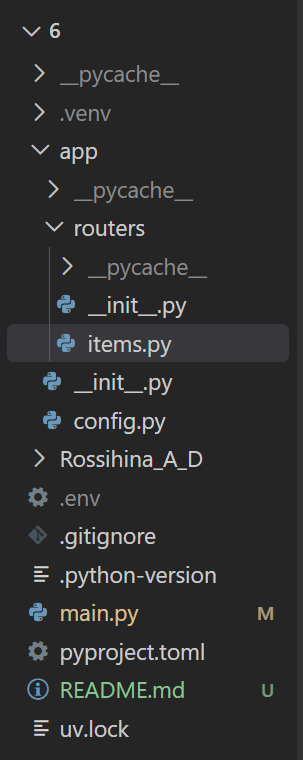 6
__pycache__
.venv
app
__pycache__
routers
__pycache__
__init__.py
items.py
__init__.py
config.py
Rossihina_A_D
.env
.gitignore
.python-version
main.py M
pyproject.toml
README.md U
uv.lock